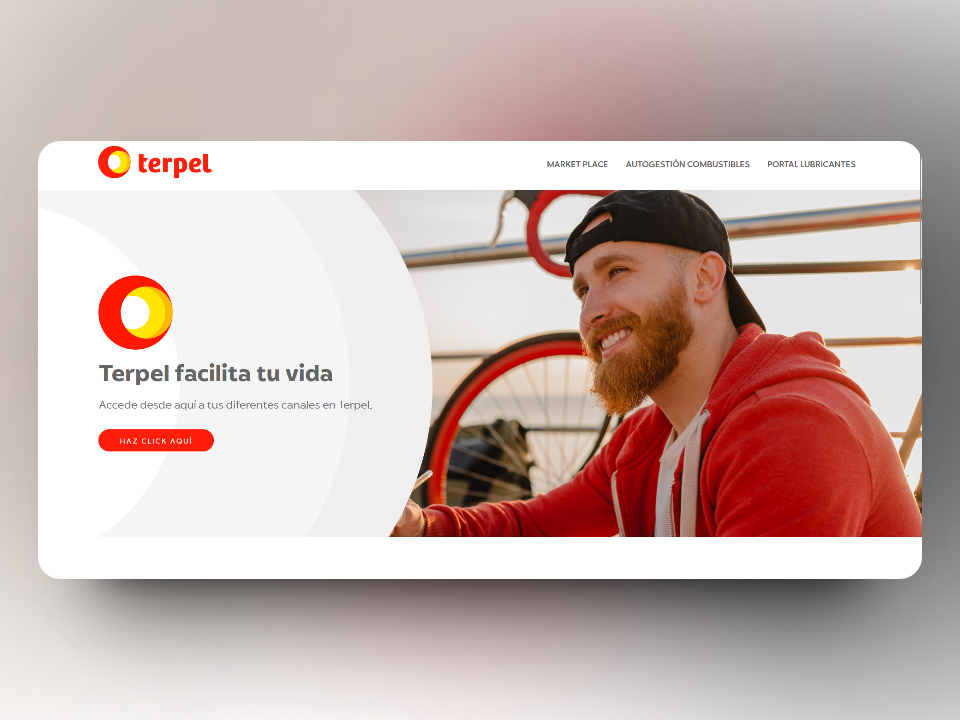 terpel
MARKET PLACE AUTOGESTIÓN COMBUSTIBLES PORTAL LUBRICANTES
Terpel facilita tu vida
Accede desde aquí a tus diferentes canales en Terpel.
HAZ CLICK AQUÍ